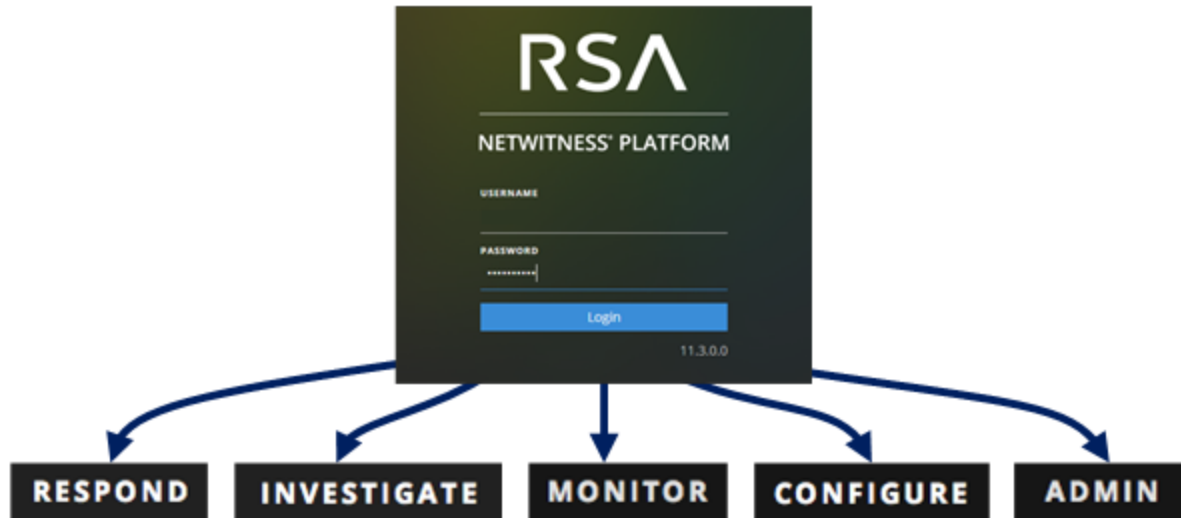 RSA
NETWITNESS® PLATFORM
USERNAME
PASSWORD
••••••••••
Login
11.3.0.0
RESPOND INVESTIGATE MONITOR CONFIGURE ADMIN